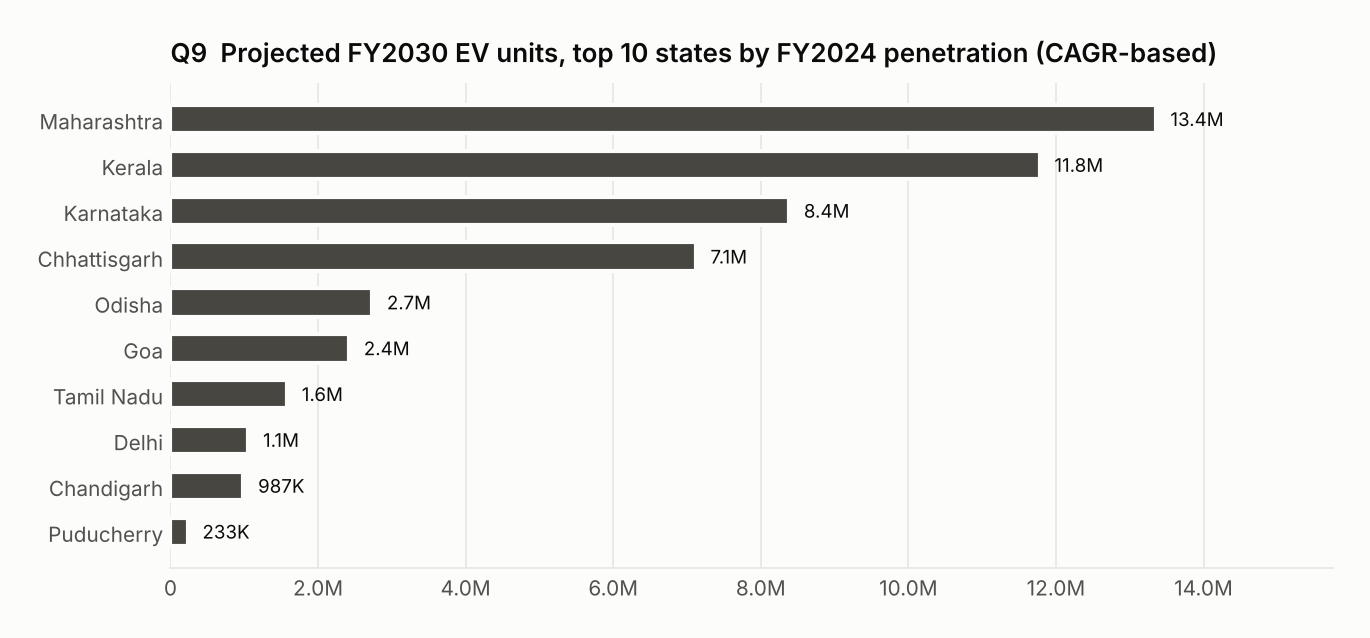 Q9 Projected FY2030 EV units, top 10 states by FY2024 penetration (CAGR-based)
Maharashtra 13.4M
Kerala 11.8M
Karnataka 8.4M
Chhattisgarh 7.1M
Odisha 2.7M
Goa 2.4M
Tamil Nadu 1.6M
Delhi 1.1M
Chandigarh 987K
Puducherry 233K
0 2.0M 4.0M 6.0M 8.0M 10.0M 12.0M 14.0M